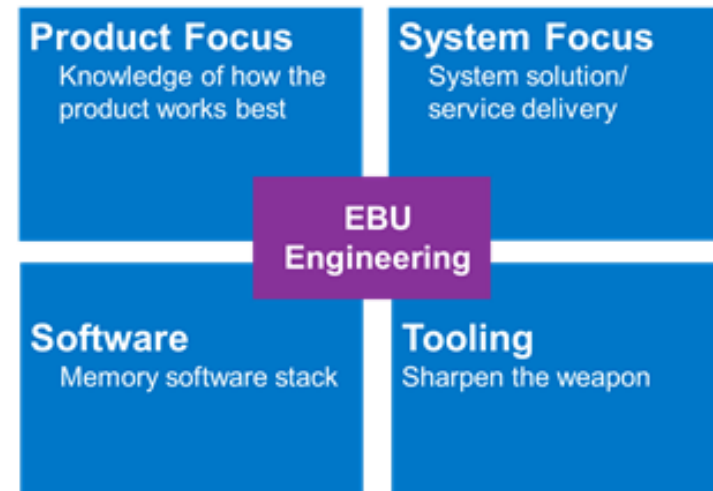 Product Focus
Knowledge of how the
product works best
System Focus
System solution/
service delivery
EBU
Engineering
Software
Memory software stack
Tooling
Sharpen the weapon